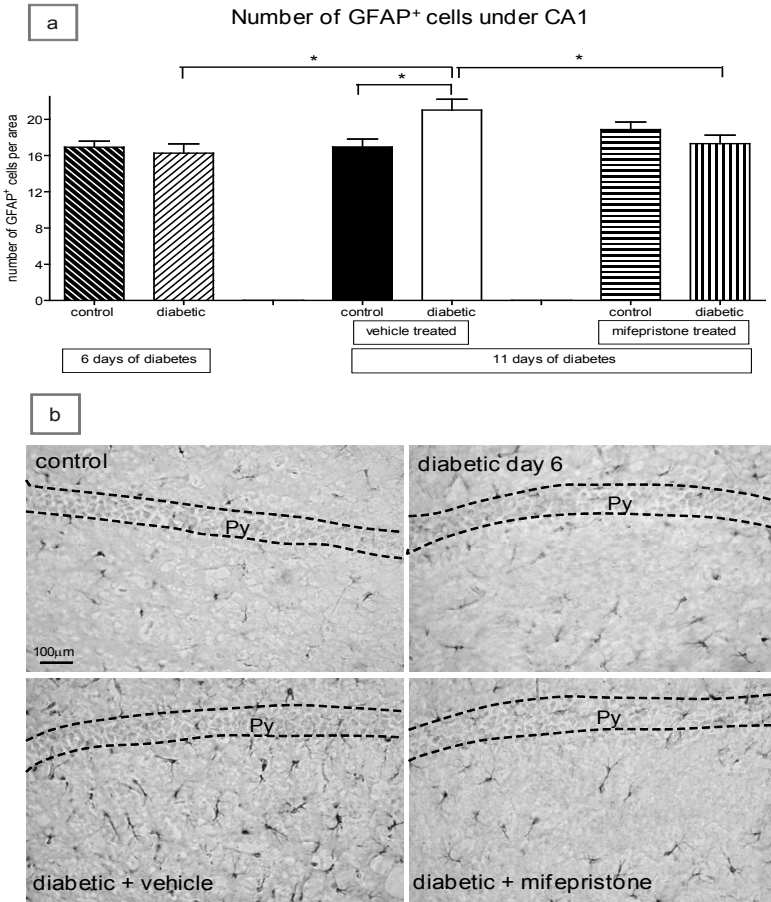 a
Number of GFAP⁺ cells under CA1
* * *
number of GFAP⁺ cells per area
20
16
12
8
4
0
control diabetic control diabetic control diabetic
vehicle treated mifepristone treated
6 days of diabetes 11 days of diabetes
b
control
Py
100µm
diabetic day 6
Py
Py
diabetic + vehicle
Py
diabetic + mifepristone